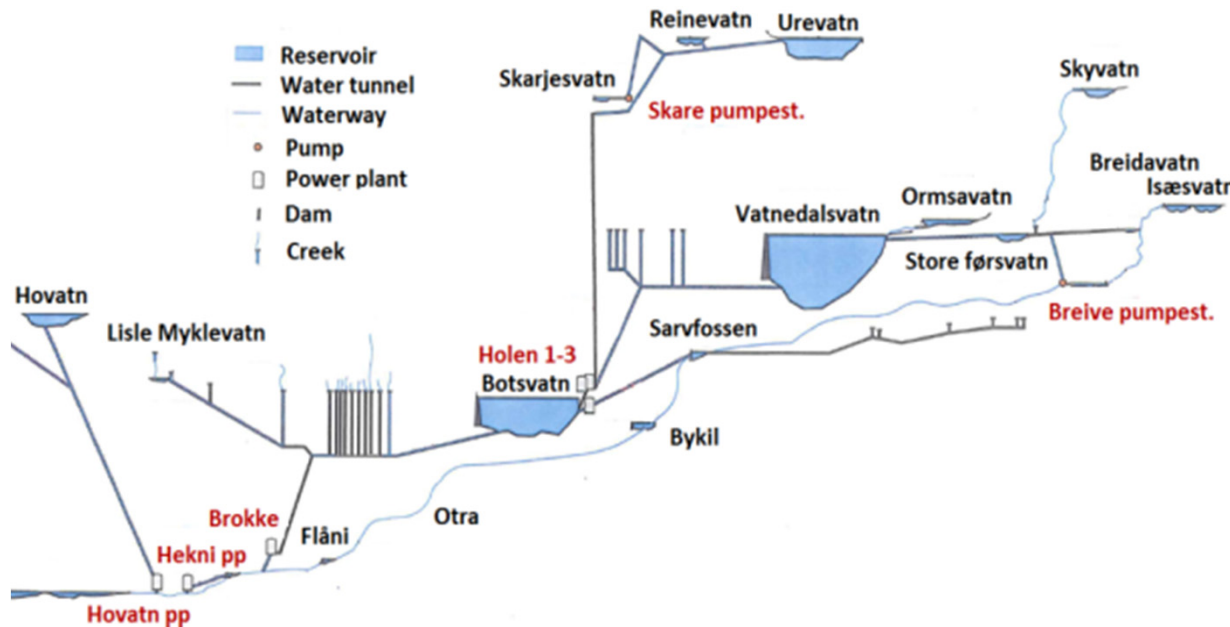 Reinevatn
Urevatn
Reservoir
Water tunnel
Waterway
Pump
Power plant
Dam
Creek
Skarjesvatn
Skare pumpest.
Skyvatn
Breidavatn
Isæsvatn
Ormsavatn
Vatnedalsvatn
Store førsvatn
Breive pumpest.
Hovatn
Lisle Myklevatn
Sarvfossen
Holen 1-3
Botsvatn
Bykil
Otra
Brokke
Flåni
Hekni pp
Hovatn pp